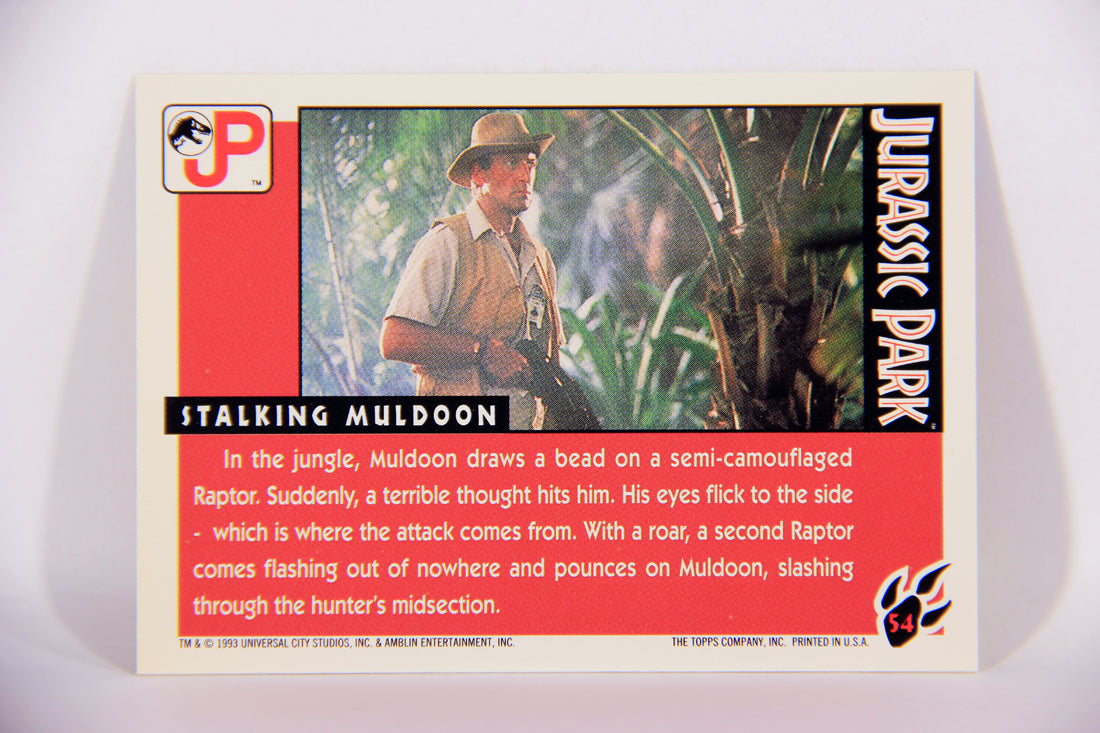 JP
TM
JURASSIC PARK
TM
STALKING MULDOON
In the jungle, Muldoon draws a bead on a semi-camouflaged
Raptor. Suddenly, a terrible thought hits him. His eyes flick to the side
- which is where the attack comes from. With a roar, a second Raptor
comes flashing out of nowhere and pounces on Muldoon, slashing
through the hunter's midsection.
54
TM & © 1993 UNIVERSAL CITY STUDIOS, INC. & AMBLIN ENTERTAINMENT, INC.
THE TOPPS COMPANY, INC. PRINTED IN U.S.A.